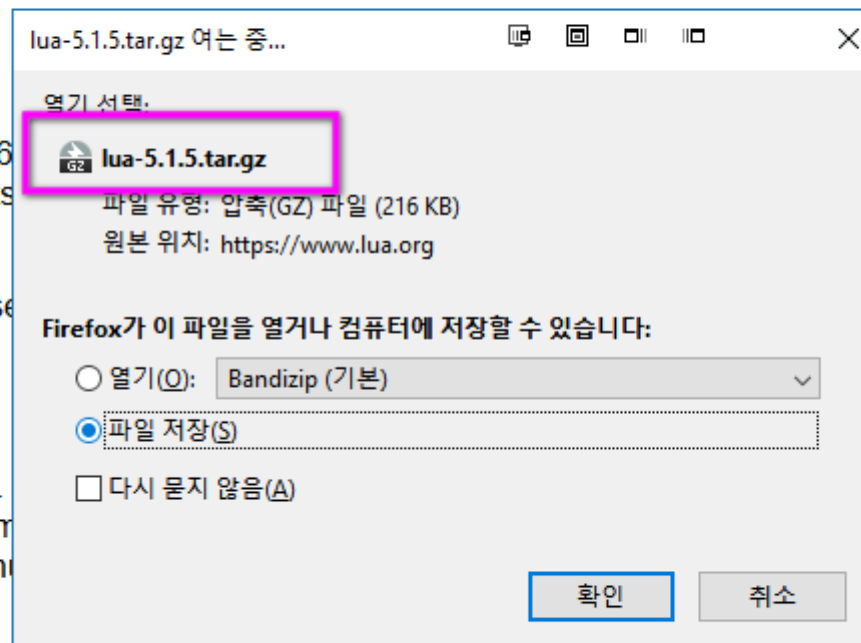 lua-5.1.5.tar.gz 여는 중...
열기 선택:
lua-5.1.5.tar.gz
파일 유형: 압축(GZ) 파일 (216 KB)
원본 위치: https://www.lua.org
Firefox가 이 파일을 열거나 컴퓨터에 저장할 수 있습니다:
열기(O): Bandizip (기본)
파일 저장(S)
다시 묻지 않음(A)
확인 취소